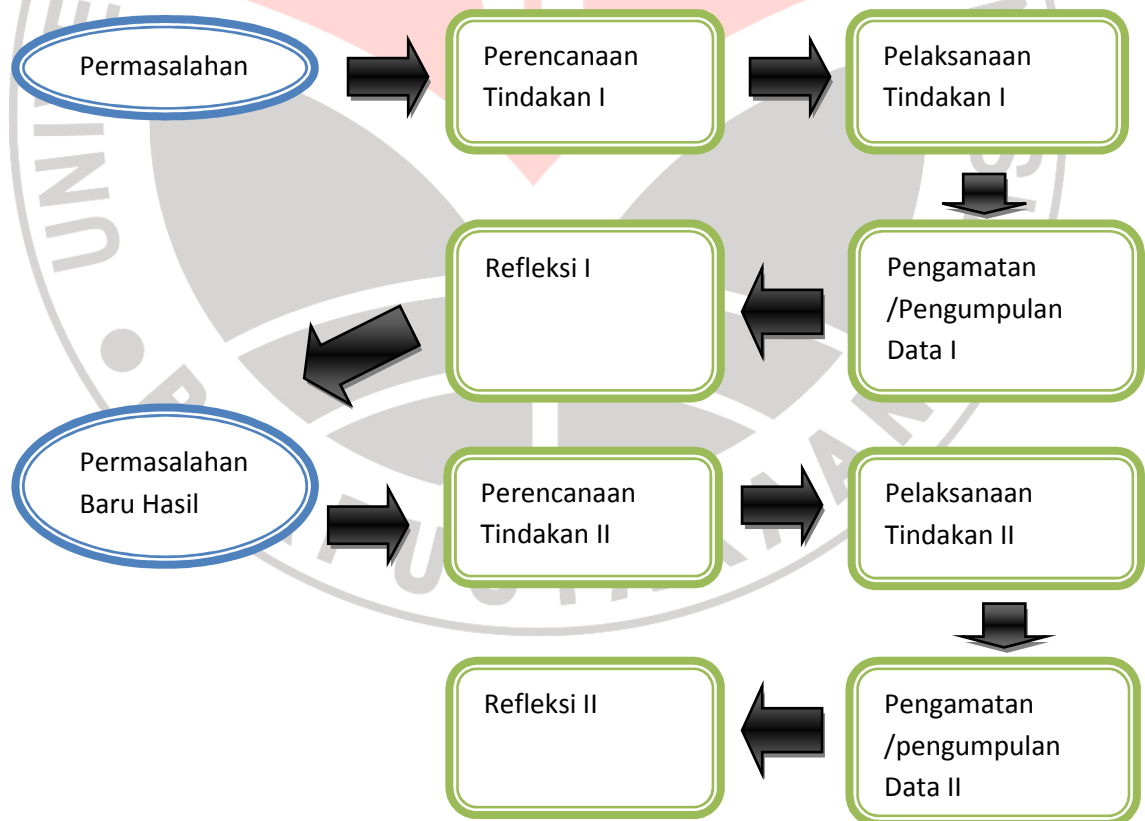 Permasalahan
Perencanaan
Tindakan I
Pelaksanaan
Tindakan I
Pengamatan
/Pengumpulan
Data I
Refleksi I
Permasalahan
Baru Hasil
Perencanaan
Tindakan II
Pelaksanaan
Tindakan II
Pengamatan
/pengumpulan
Data II
Refleksi II